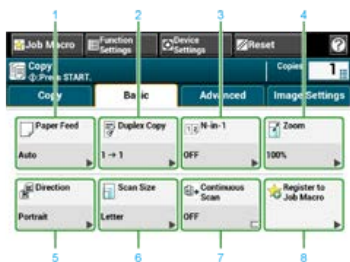 1 2 3 4
Job Macro Function Settings Device Settings Reset ?
Copy Copies 1
:Press START.
Copy Basic Advanced Image Settings
Paper Feed Duplex Copy N-in-1 Zoom
Auto 1 → 1 OFF 100%
Direction Scan Size Continuous Scan Register to Job Macro
Portrait Letter OFF
5 6 7 8